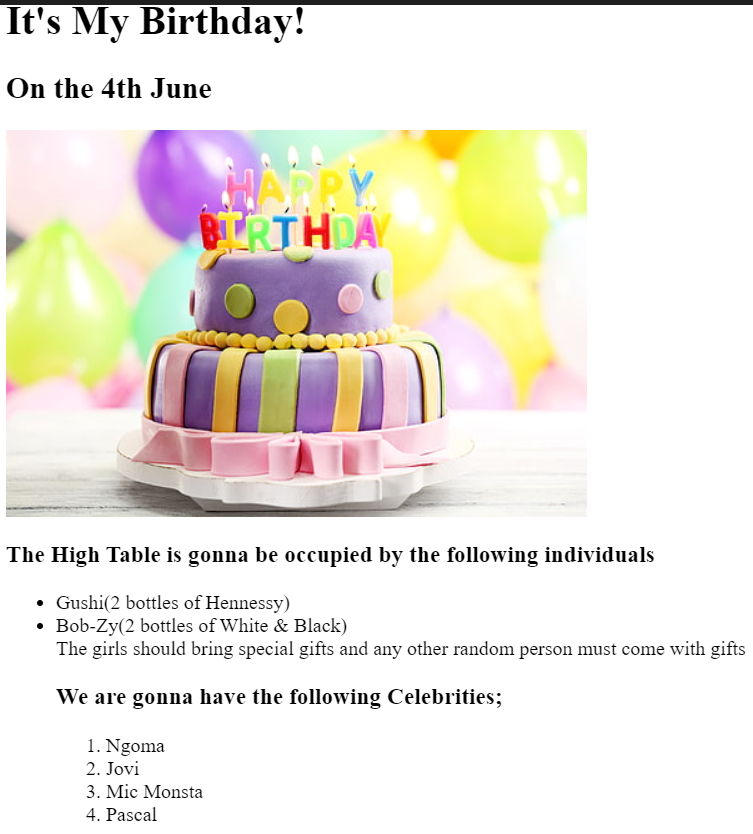 It's My Birthday!
On the 4th June
HAPPY
BIRTHDAY
The High Table is gonna be occupied by the following individuals
• Gushi(2 bottles of Hennessy)
• Bob-Zy(2 bottles of White & Black)
The girls should bring special gifts and any other random person must come with gifts
We are gonna have the following Celebrities;
1. Ngoma
2. Jovi
3. Mic Monsta
4. Pascal